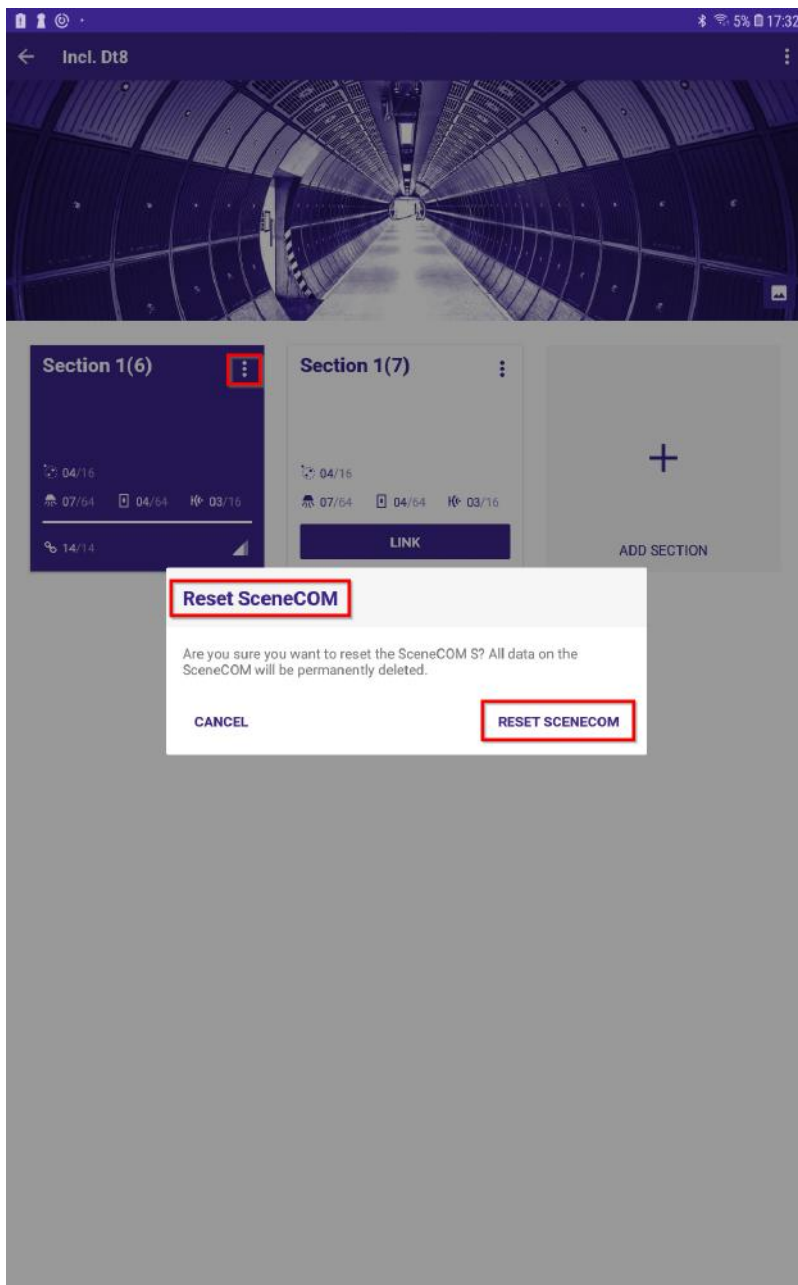 5% 17:32
Incl. Dt8
Section 1(6)
Section 1(7)
04/16
04/16
07/64 04/64 03/16
07/64 04/64 03/16
14/14
LINK
ADD SECTION
Reset SceneCOM
Are you sure you want to reset the SceneCOM S? All data on the
SceneCOM will be permanently deleted.
CANCEL
RESET SCENECOM